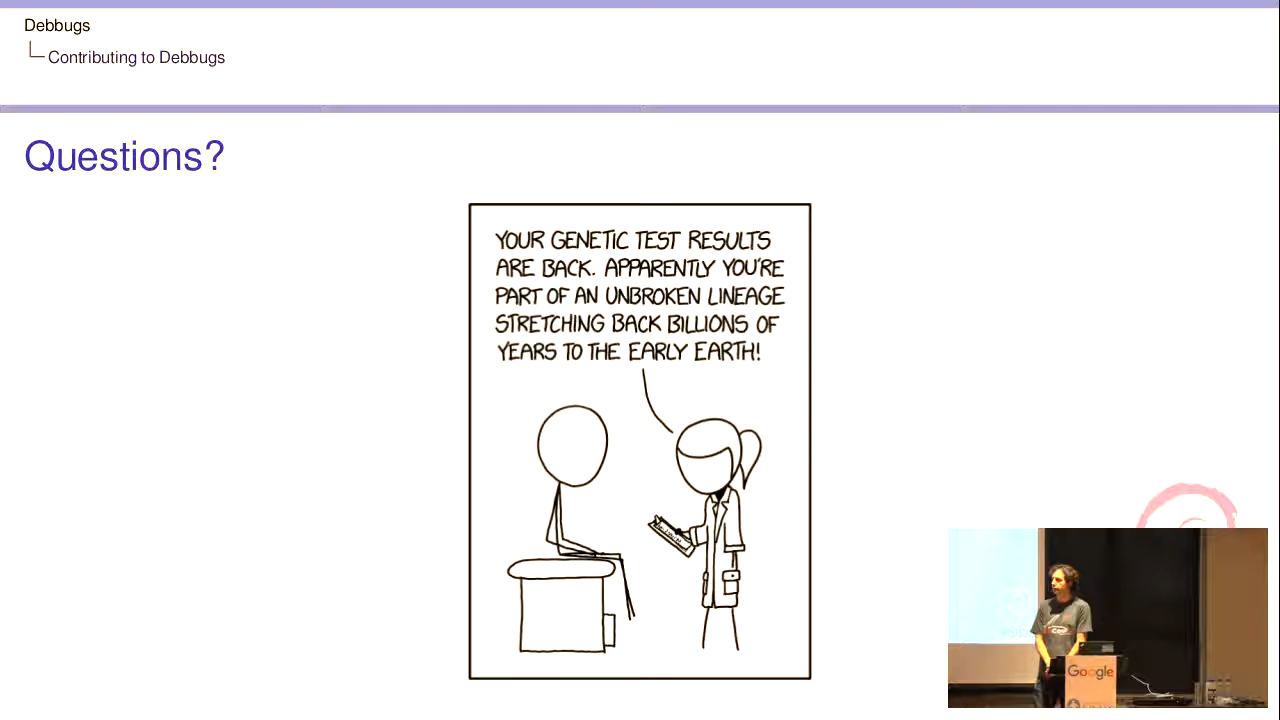 Debbugs
Contributing to Debbugs
Questions?
YOUR GENETIC TEST RESULTS
ARE BACK. APPARENTLY YOU'RE
PART OF AN UNBROKEN LINEAGE
STRETCHING BACK BILLIONS OF
YEARS TO THE EARLY EARTH!
Google